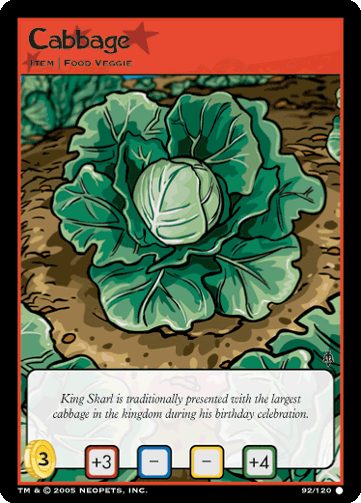 Cabbage
Item | Food Veggie
King Skarl is traditionally presented with the largest
cabbage in the kingdom during his birthday celebration.
3
+3
–
–
+4
TM & © 2005 NEOPETS, INC.
92/120